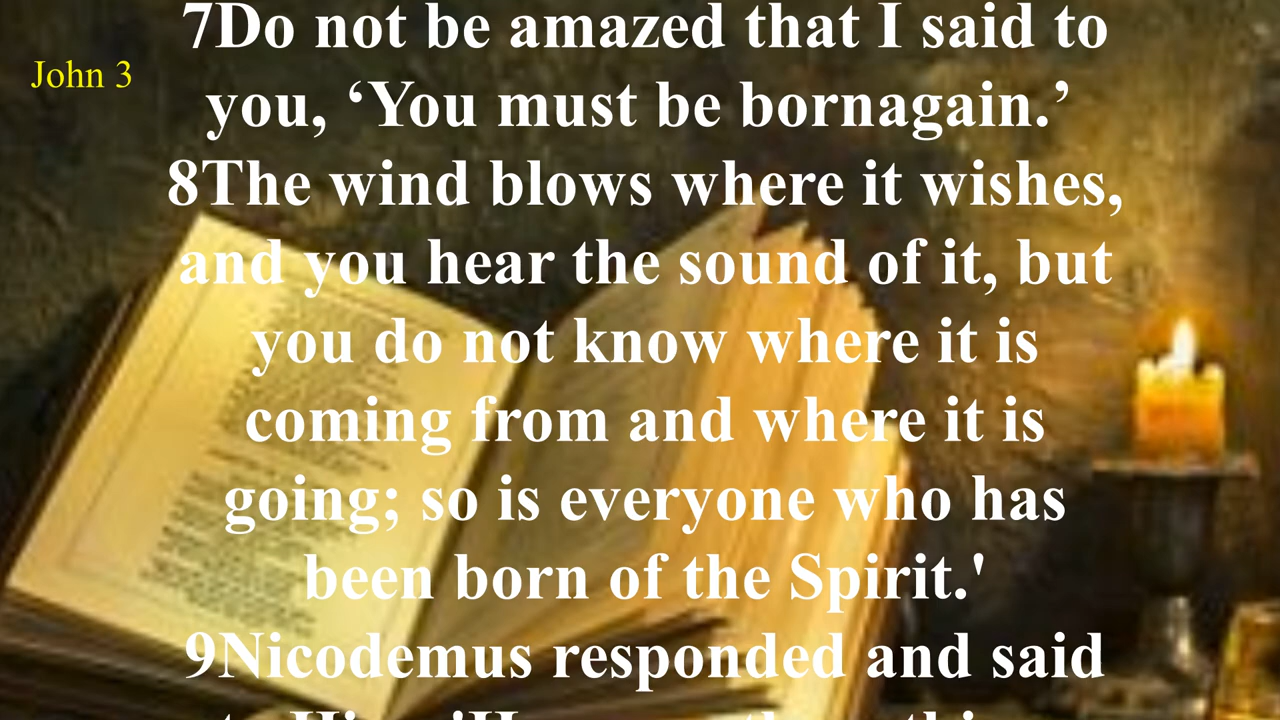 John 3
7Do not be amazed that I said to
you, ‘You must be bornagain.’
8The wind blows where it wishes,
and you hear the sound of it, but
you do not know where it is
coming from and where it is
going; so is everyone who has
been born of the Spirit.'
9Nicodemus responded and said